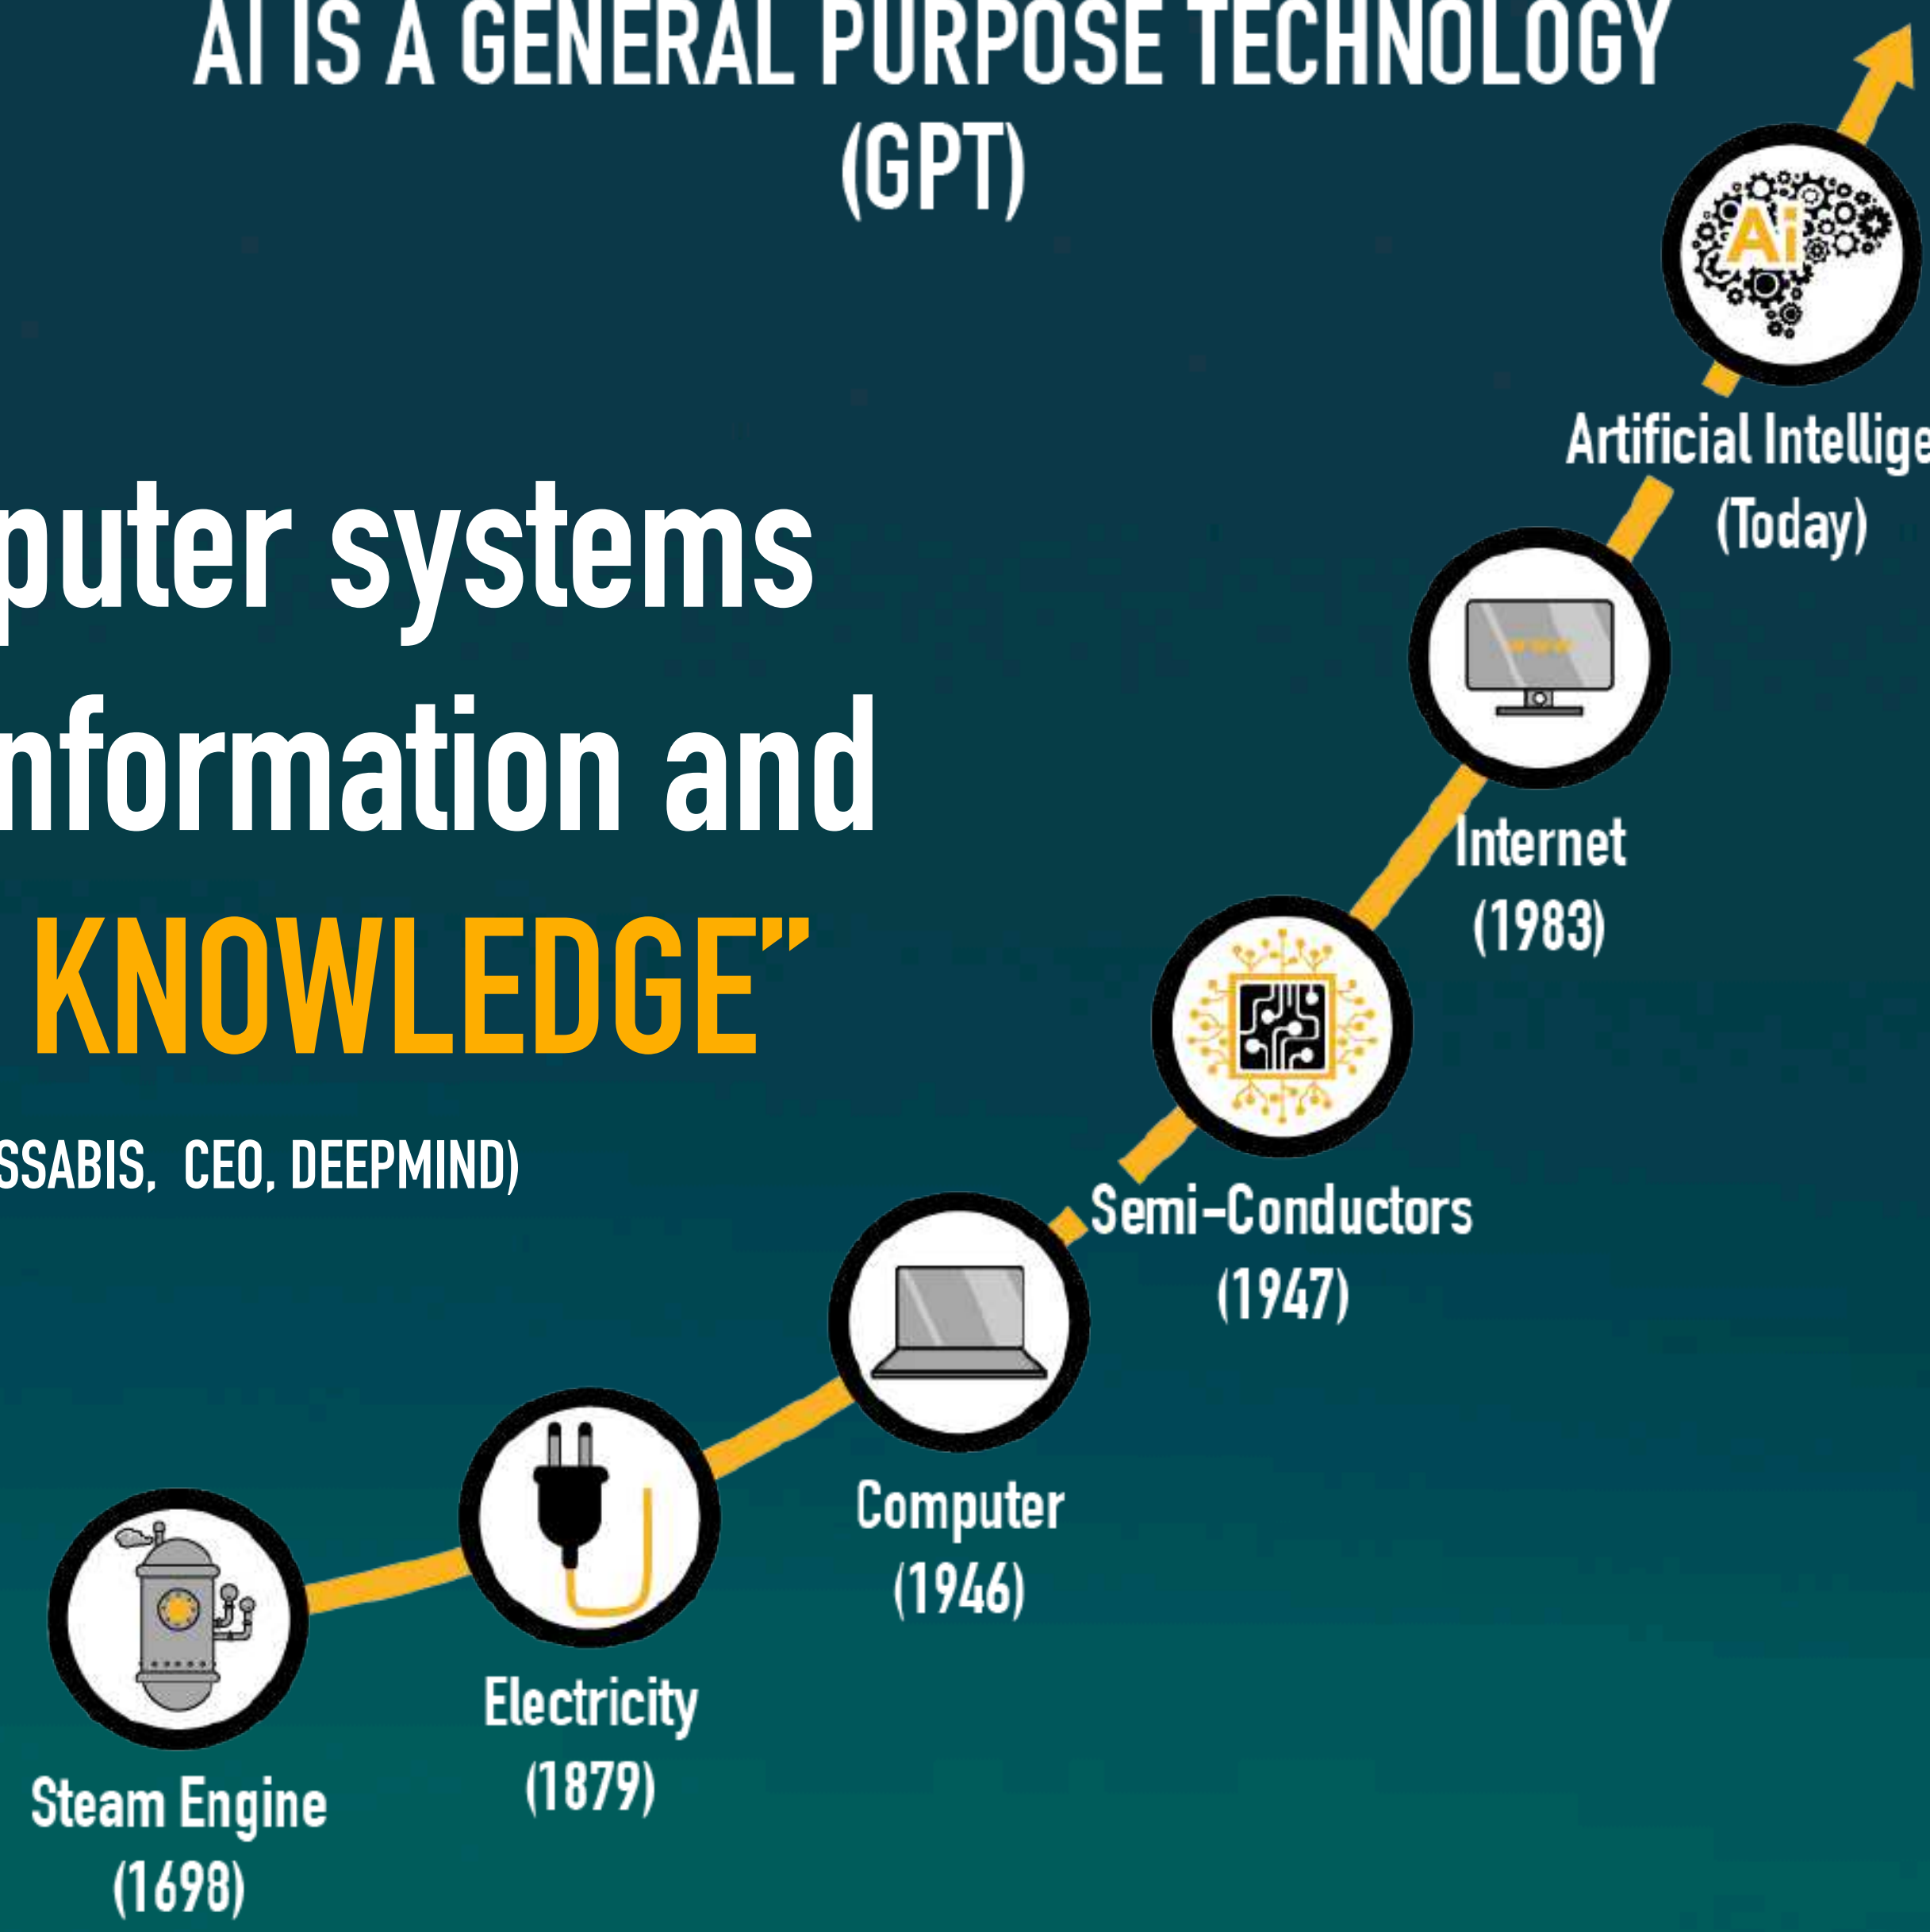 AI IS A GENERAL PURPOSE TECHNOLOGY
(GPT)
Ai
Artificial Intellige
(Today)
puter systems
nformation and
KNOWLEDGE”
SSABIS, CEO, DEEPMIND)
www
Internet
(1983)
Semi-Conductors
(1947)
Computer
(1946)
Electricity
(1879)
Steam Engine
(1698)